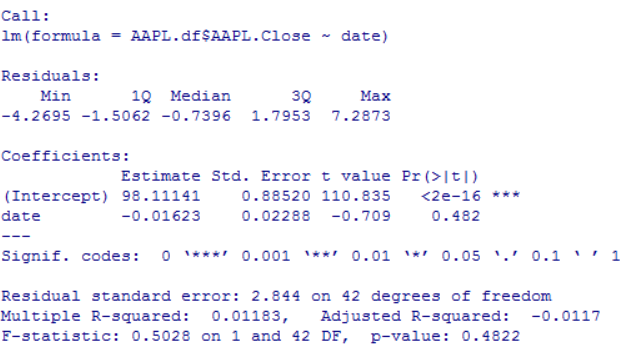 Call:
lm(formula = AAPL.df$AAPL.Close ~ date)
Residuals:
Min 1Q Median 3Q Max
-4.2695 -1.5062 -0.7396 1.7953 7.2873
Coefficients:
Estimate Std. Error t value Pr(>|t|)
(Intercept) 98.11141 0.88520 110.835 <2e-16 ***
date -0.01623 0.02288 -0.709 0.482
---
Signif. codes: 0 ‘***’ 0.001 ‘**’ 0.01 ‘*’ 0.05 ‘.’ 0.1 ‘ ’ 1
Residual standard error: 2.844 on 42 degrees of freedom
Multiple R-squared: 0.01183, Adjusted R-squared: -0.0117
F-statistic: 0.5028 on 1 and 42 DF, p-value: 0.4822